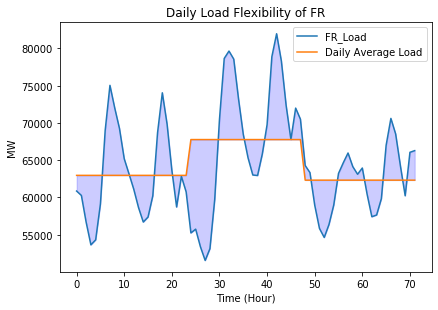 Daily Load Flexibility of FR
FR_Load
Daily Average Load
MW
80000
75000
70000
65000
60000
55000
0 10 20 30 40 50 60 70
Time (Hour)